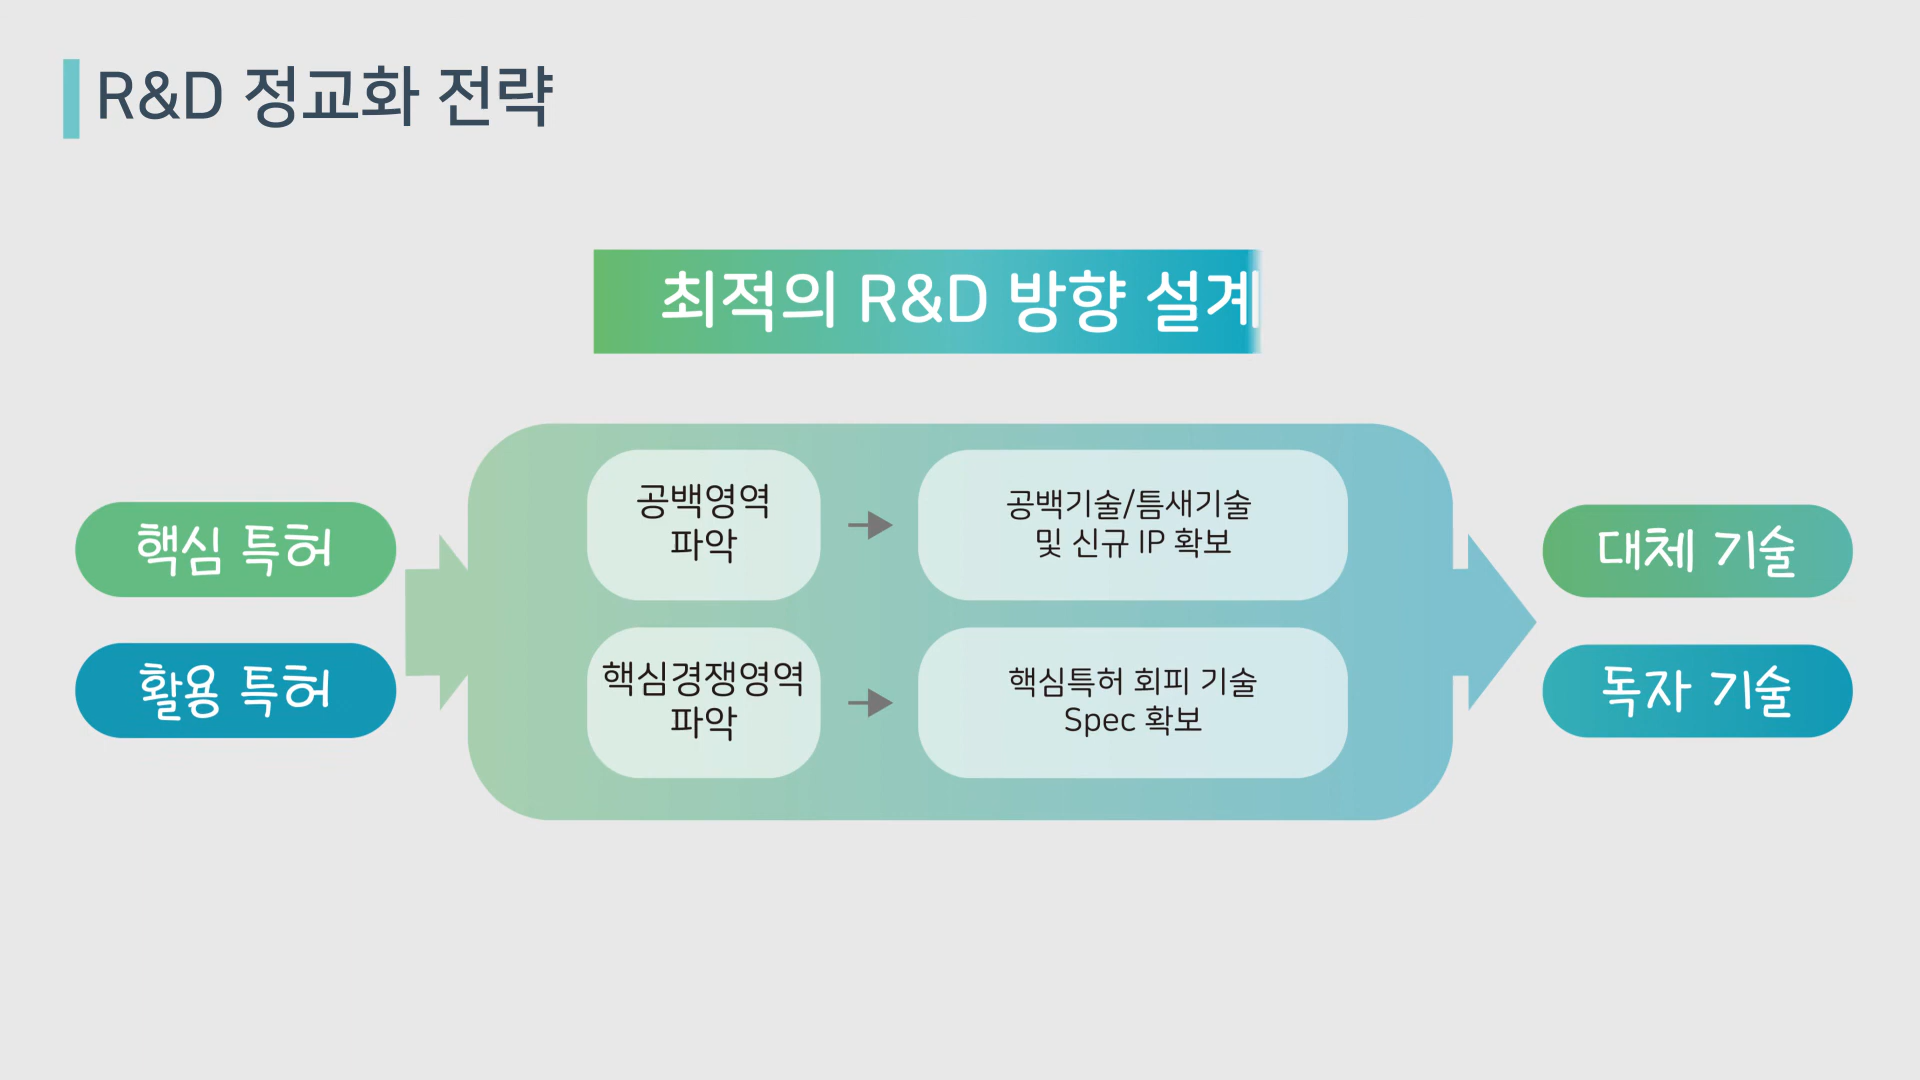 R&D 정교화 전략
최적의 R&D 방향 설계
핵심 특허
활용 특허
공백영역
파악
공백기술/틈새기술
및 신규 IP 확보
핵심경쟁영역
파악
핵심특허 회피 기술
Spec 확보
대체 기술
독자 기술